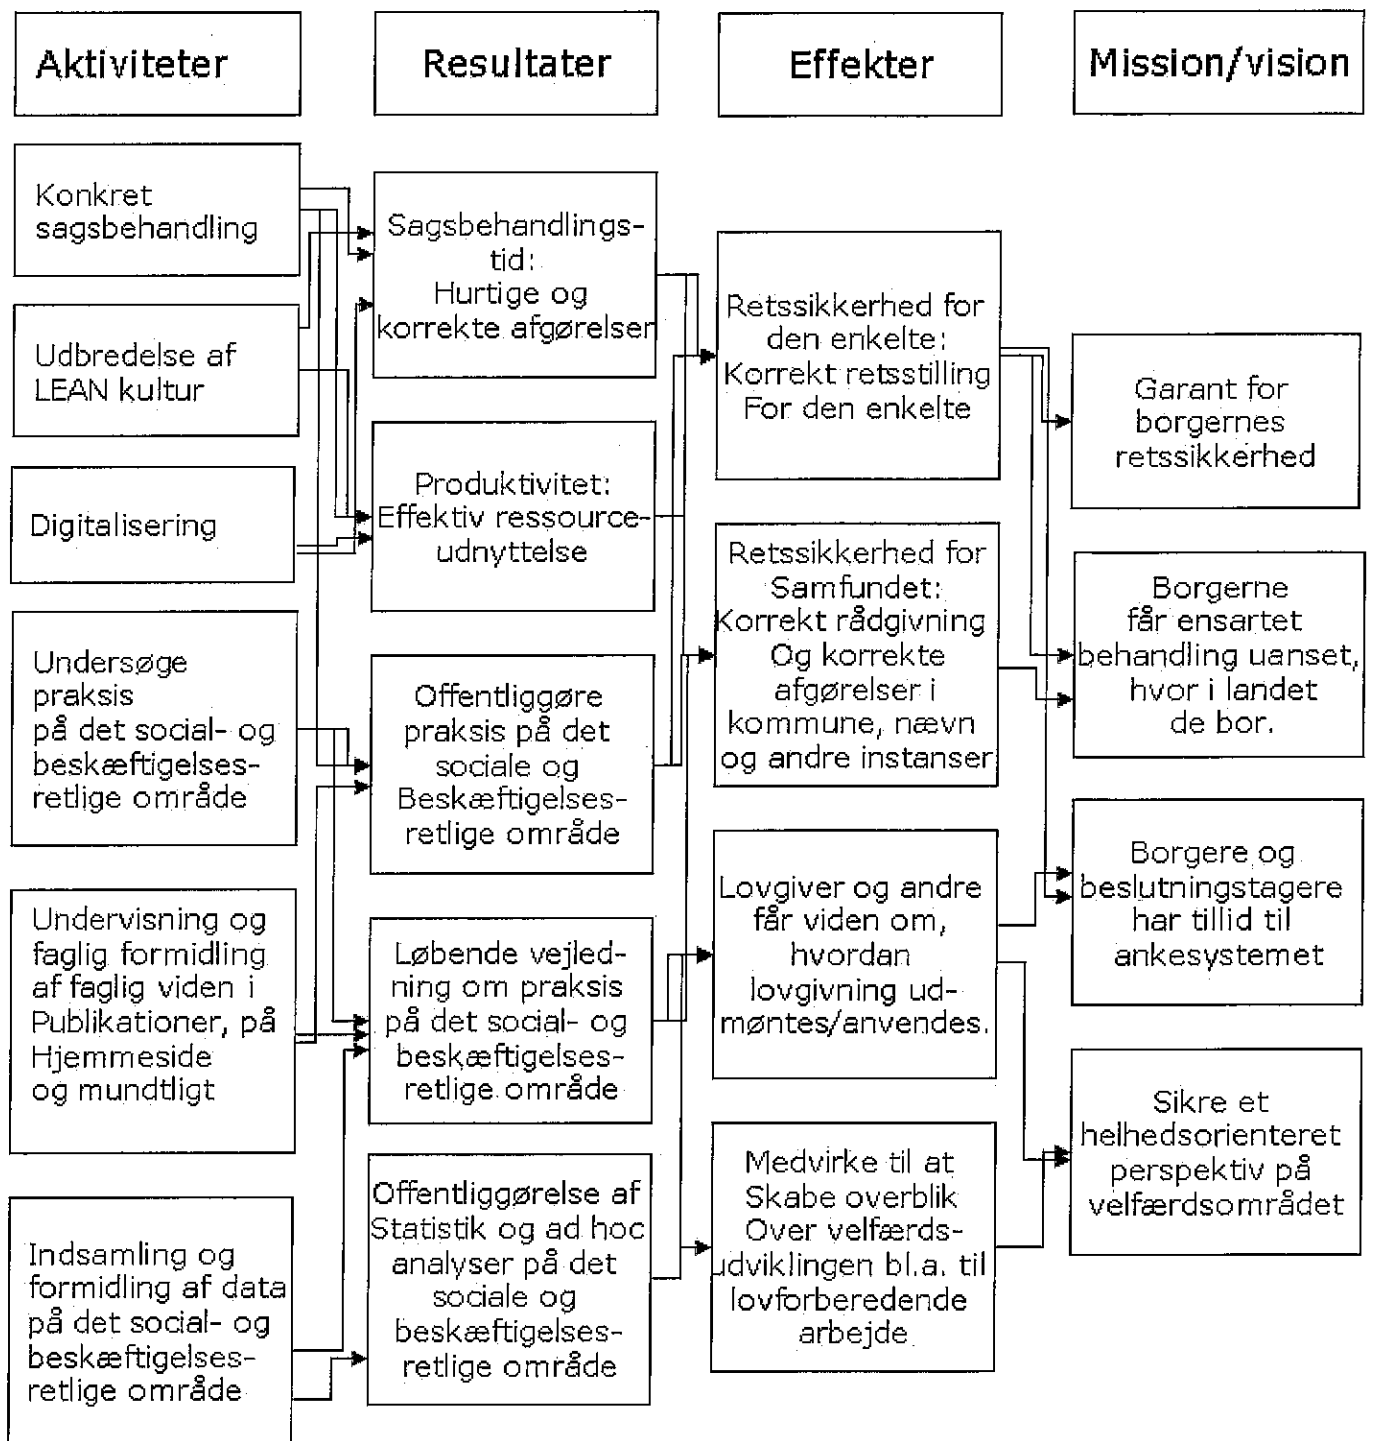 Aktiviteter
Resultater
Effekter
Mission/vision
Konkret
sagsbehandling
Udbredelse af
LEAN kultur
Digitalisering
Undersøge
praksis
på det social- og
beskæftigelses-
retlige område
Undervisning og
faglig formidling
af faglig viden i
Publikationer, på
Hjemmeside
og mundtligt
Indsamling og
formidling af data
på det social- og
beskæftigelses-
retlige område
Sagsbehandlings-
tid:
Hurtige og
korrekte afgørelser
Produktivitet:
Effektiv ressource-
udnyttelse
Offentliggøre
praksis på det
sociale og
Beskæftigelses-
retlige område
Løbende vejled-
ning om praksis
på det social- og
beskæftigelses-
retlige område
Offentliggørelse af
Statistik og ad hoc
analyser på det
sociale og
beskæftigelses-
retlige område
Retssikkerhed for
den enkelte:
Korrekt retsstilling
For den enkelte
Retssikkerhed for
Samfundet:
Korrekt rådgivning
Og korrekte
afgørelser i
kommune, nævn
og andre instanser
Lovgiver og andre
får viden om,
hvordan
lovgivning ud-
møntes/anvendes.
Medvirke til at
Skabe overblik
Over velfærds-
udviklingen bl.a. til
lovforberedende
arbejde
Garant for
borgernes
retssikkerhed
Borgerne
får ensartet
behandling uanset,
hvor i landet
de bor.
Borgere og
beslutningstagere
har tillid til
ankesystemet
Sikre et
helhedsorienteret
perspektiv på
velfærdsområdet